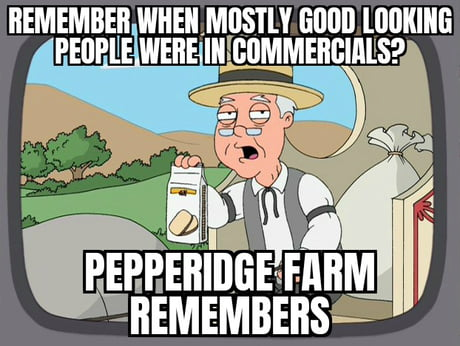 REMEMBER WHEN MOSTLY GOOD LOOKING
PEOPLE WERE IN COMMERCIALS?
PEPPERIDGE FARM
REMEMBERS